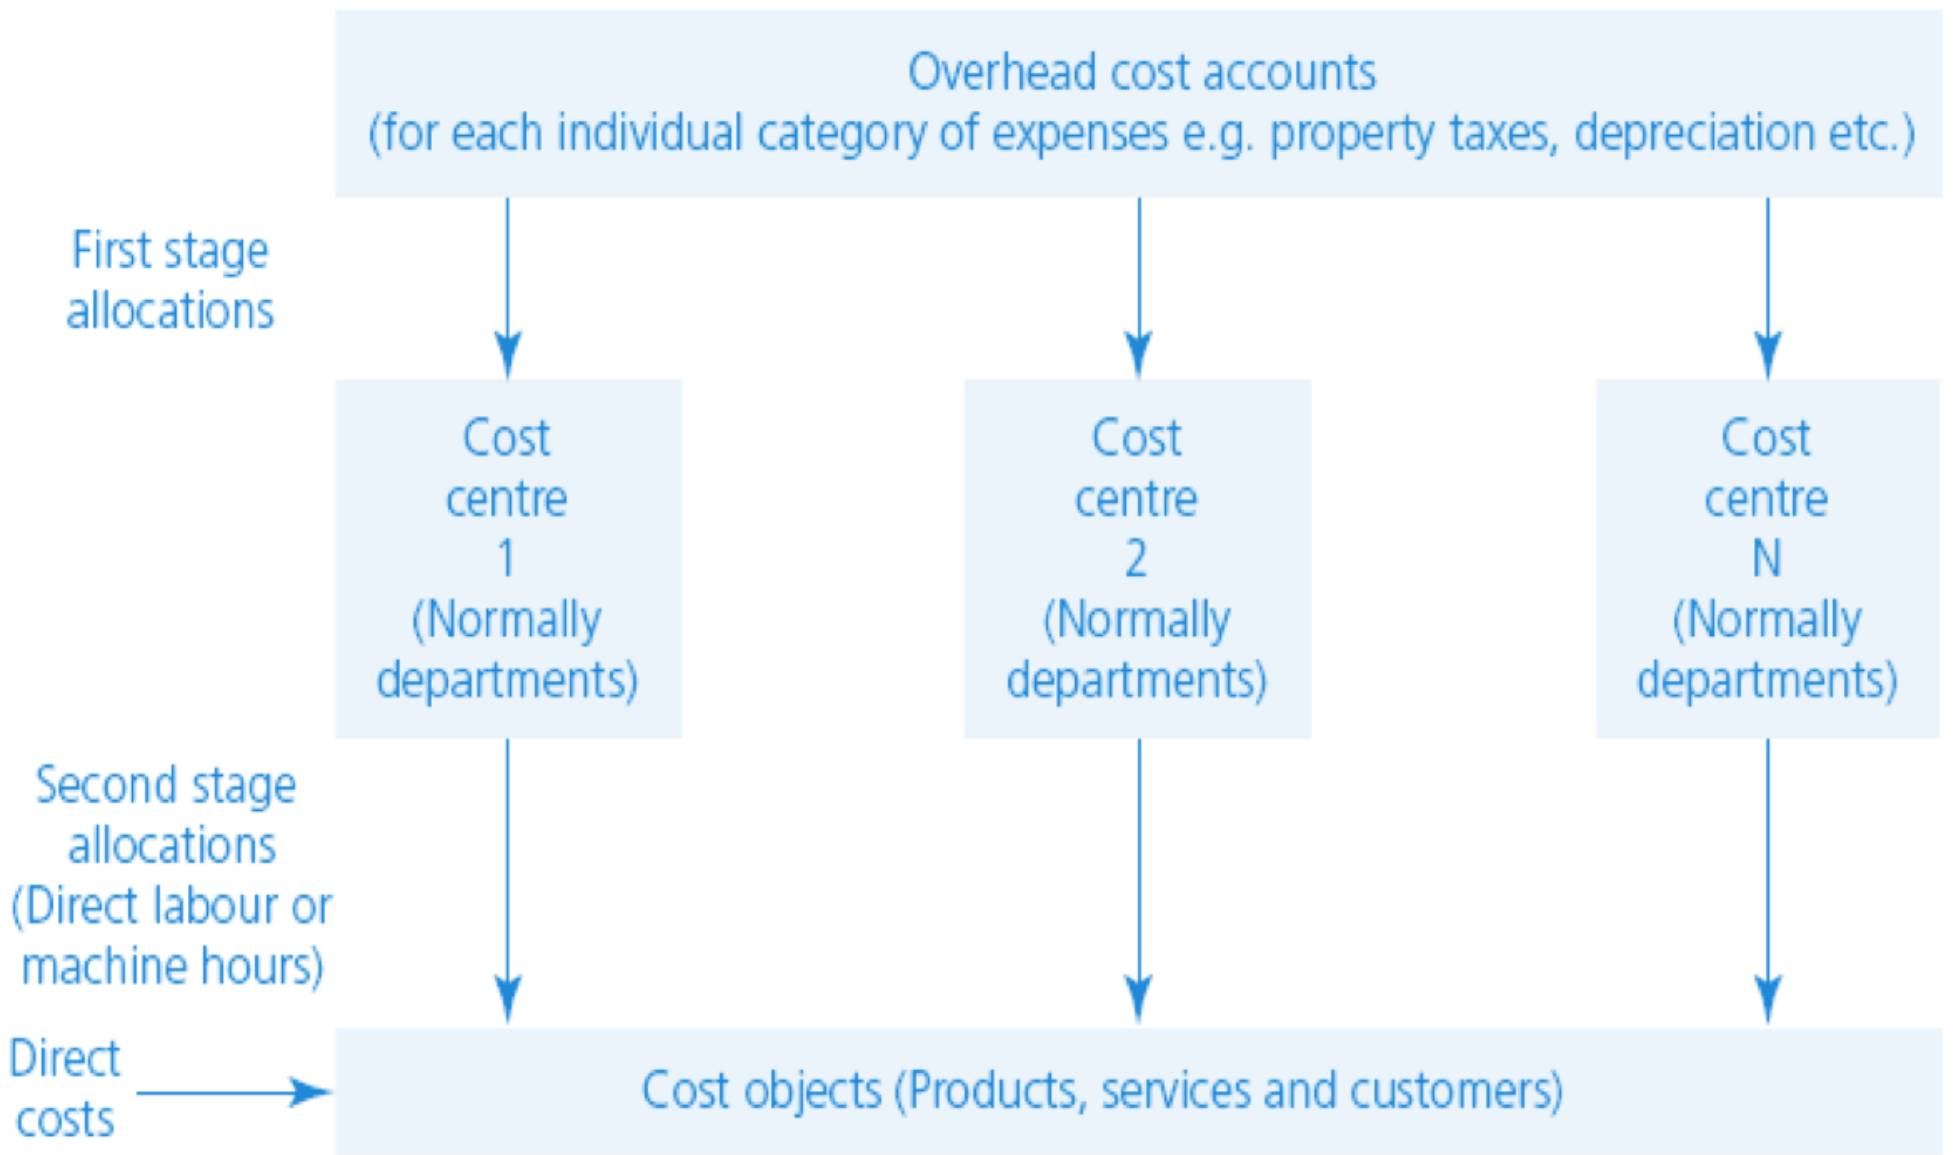 Overhead cost accounts
(for each individual category of expenses e.g. property taxes, depreciation etc.)
First stage
allocations
Cost
centre
1
(Normally
departments)
Cost
centre
2
(Normally
departments)
Cost
centre
N
(Normally
departments)
Second stage
allocations
(Direct labour or
machine hours)
Direct
costs
Cost objects (Products, services and customers)